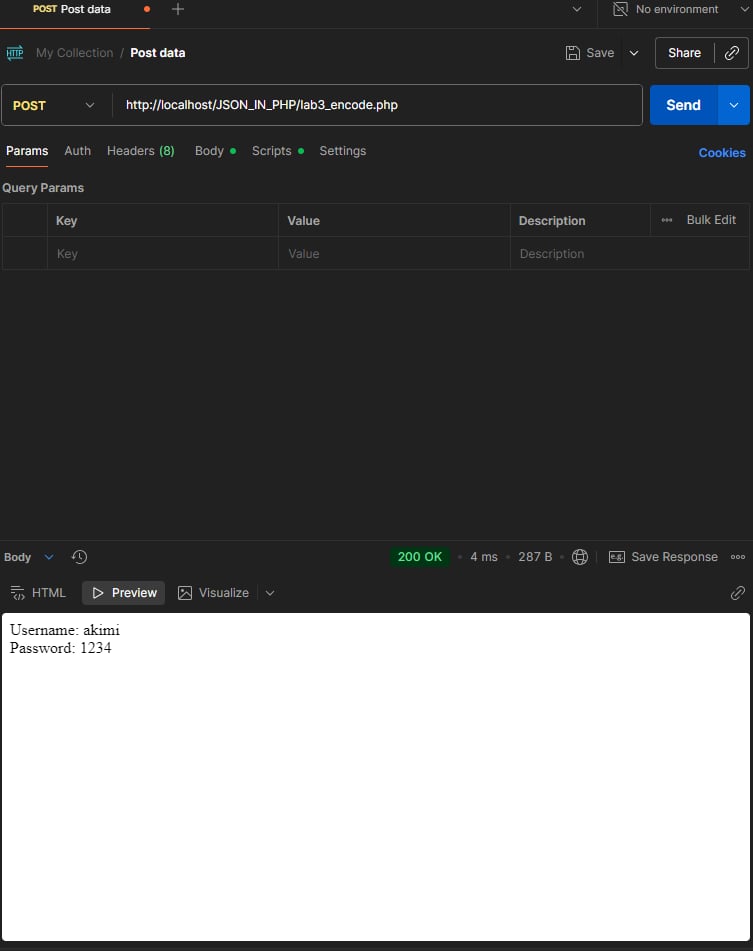 POST Post data No environment
HTTP My Collection / Post data Save Share
POST http://localhost/JSON_IN_PHP/lab3_encode.php Send
Params Auth Headers (8) Body Scripts Settings Cookies
Query Params
Key Value Description Bulk Edit
Key Value Description
Body 200 OK 4 ms 287 B e.g. Save Response
HTML Preview Visualize
Username: akimi
Password: 1234